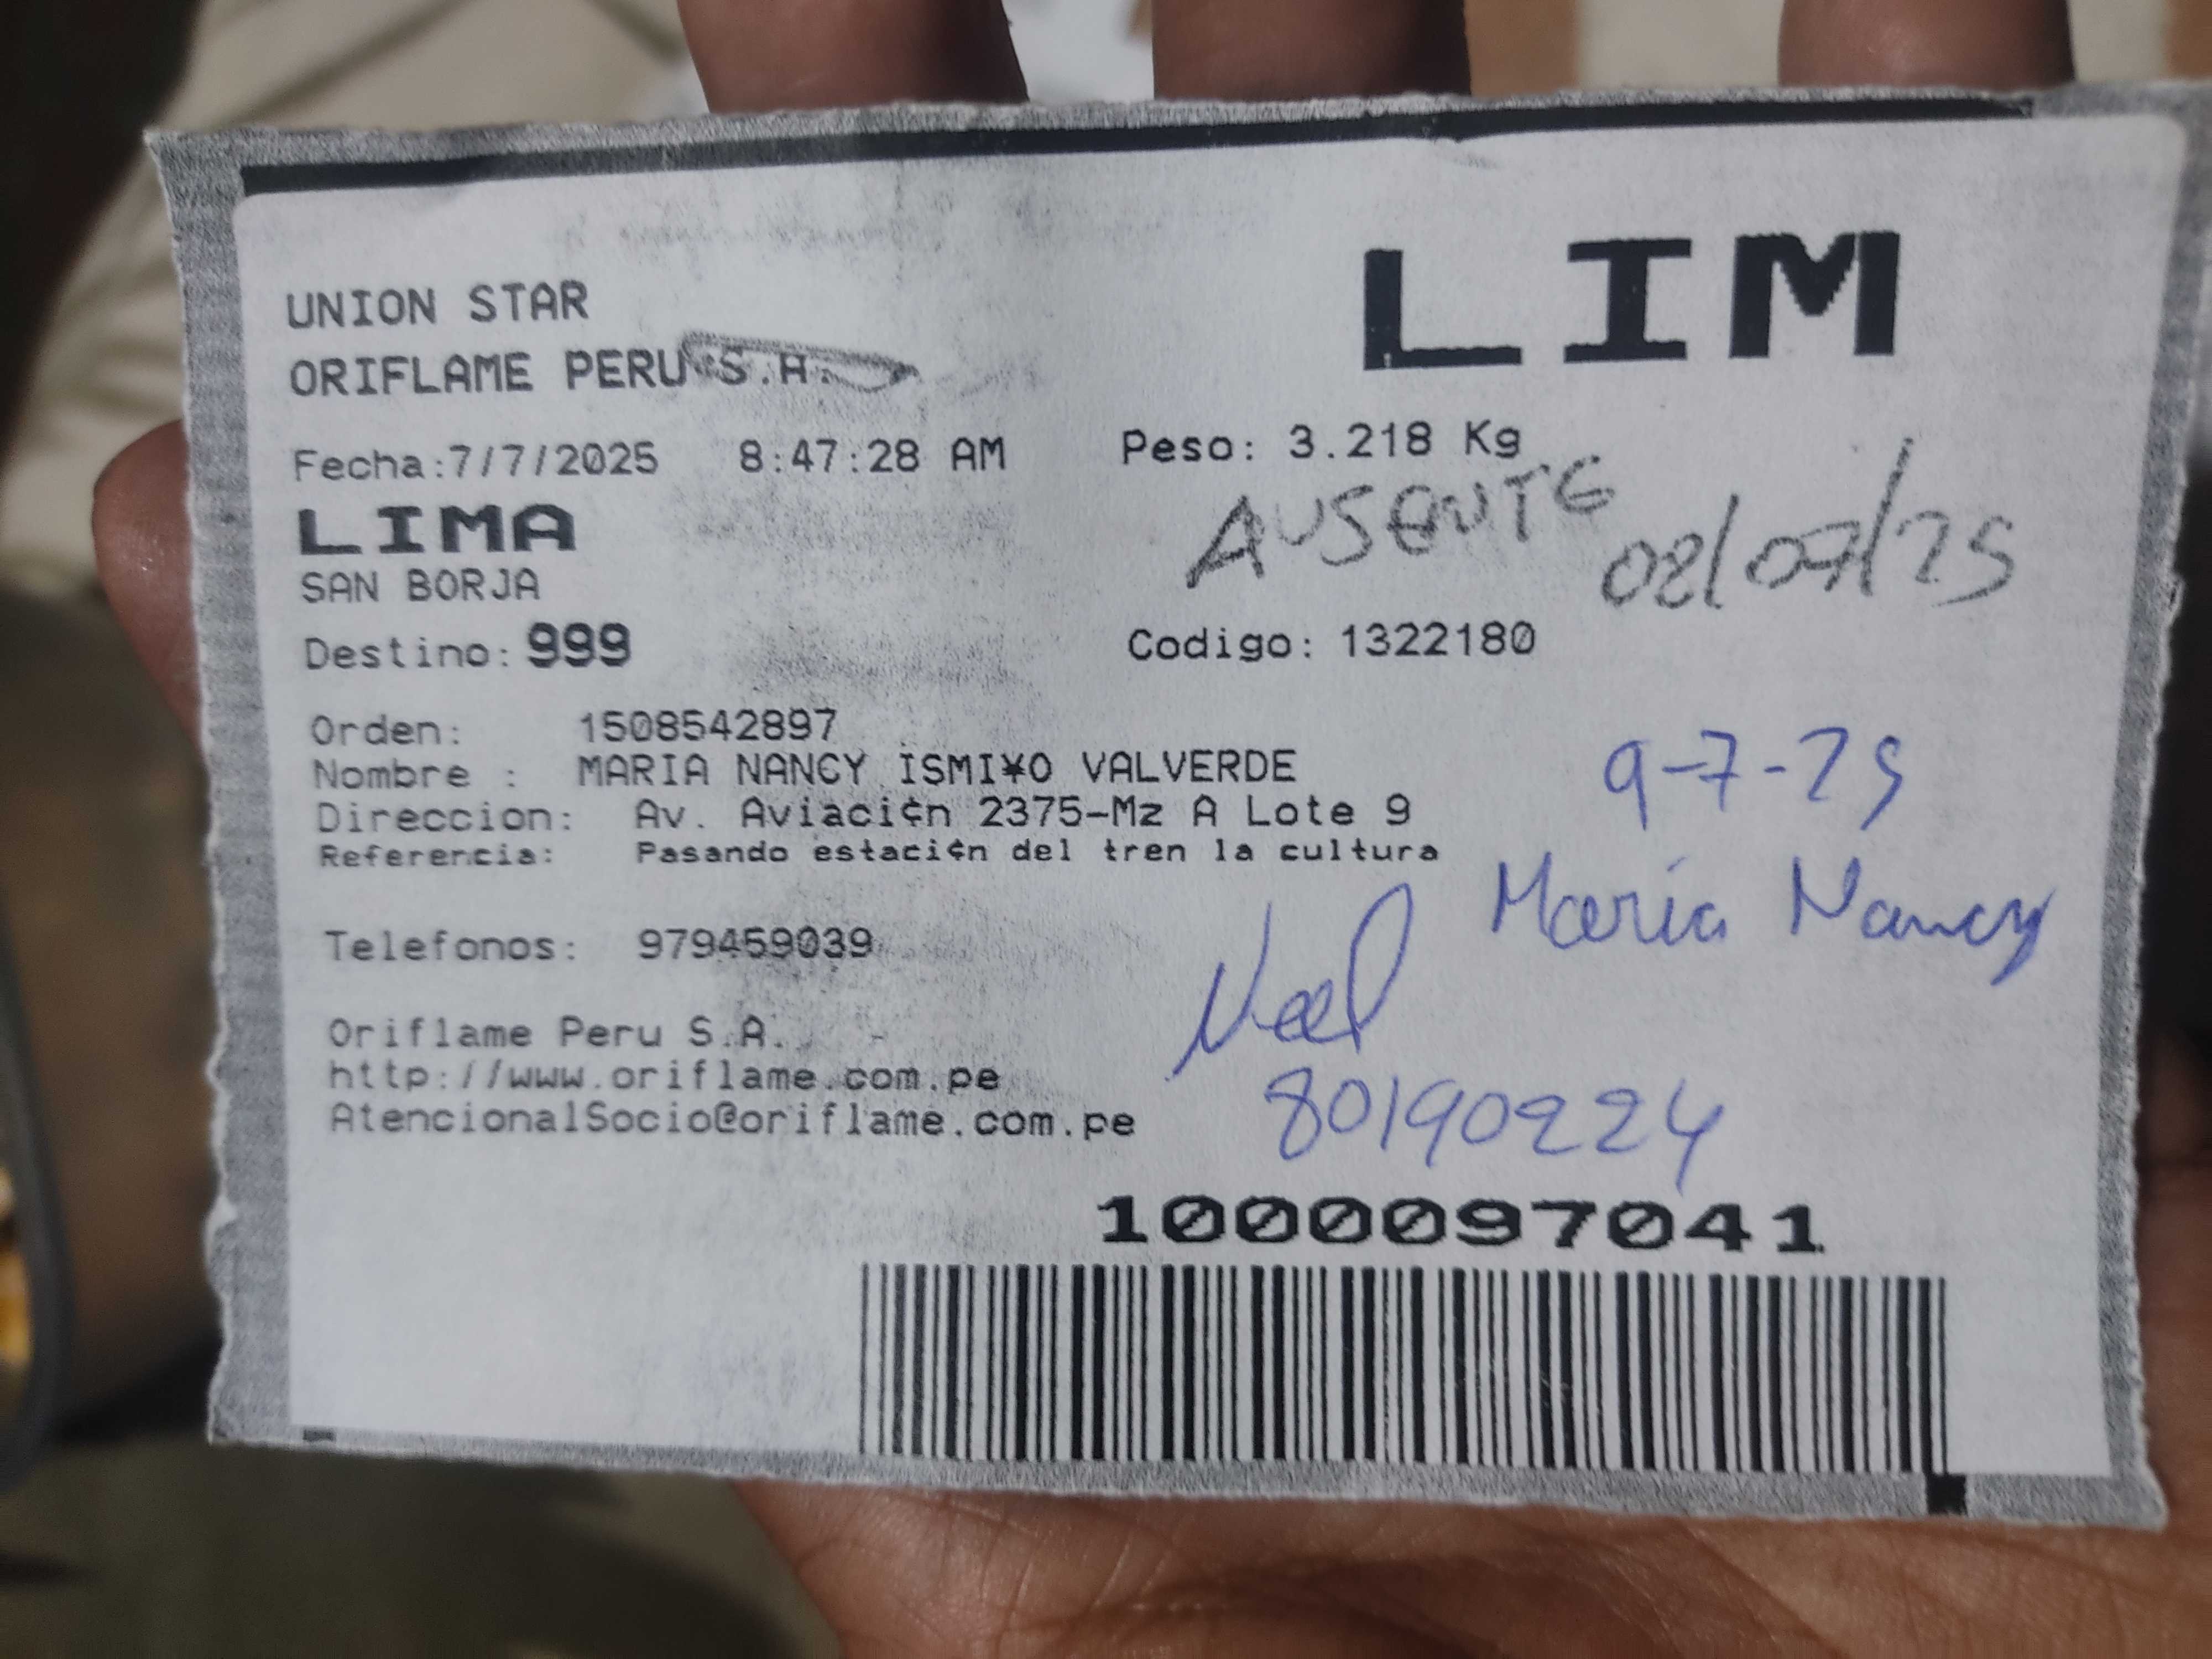 LIM
UNION STAR
ORIFLAME PERU S.A.
Fecha:7/7/2025 8:47:28 AM Peso: 3.218 Kg
LIMA
AUSENTE 08/07/25
SAN BORJA
Destino: 999 Codigo: 1322180
Orden: 1508542897
Nombre : MARIA NANCY ISMI¥O VALVERDE
9-7-25
Direccion: Av. Aviaci¢n 2375-Mz A Lote 9
Referencia: Pasando estaci¢n del tren la cultura
Maria Nancy
Telefonos: 979459039
Oriflame Peru S.A.
http://www.oriflame.com.pe
AtencionalSocio@oriflame.com.pe
80190224
1000097041